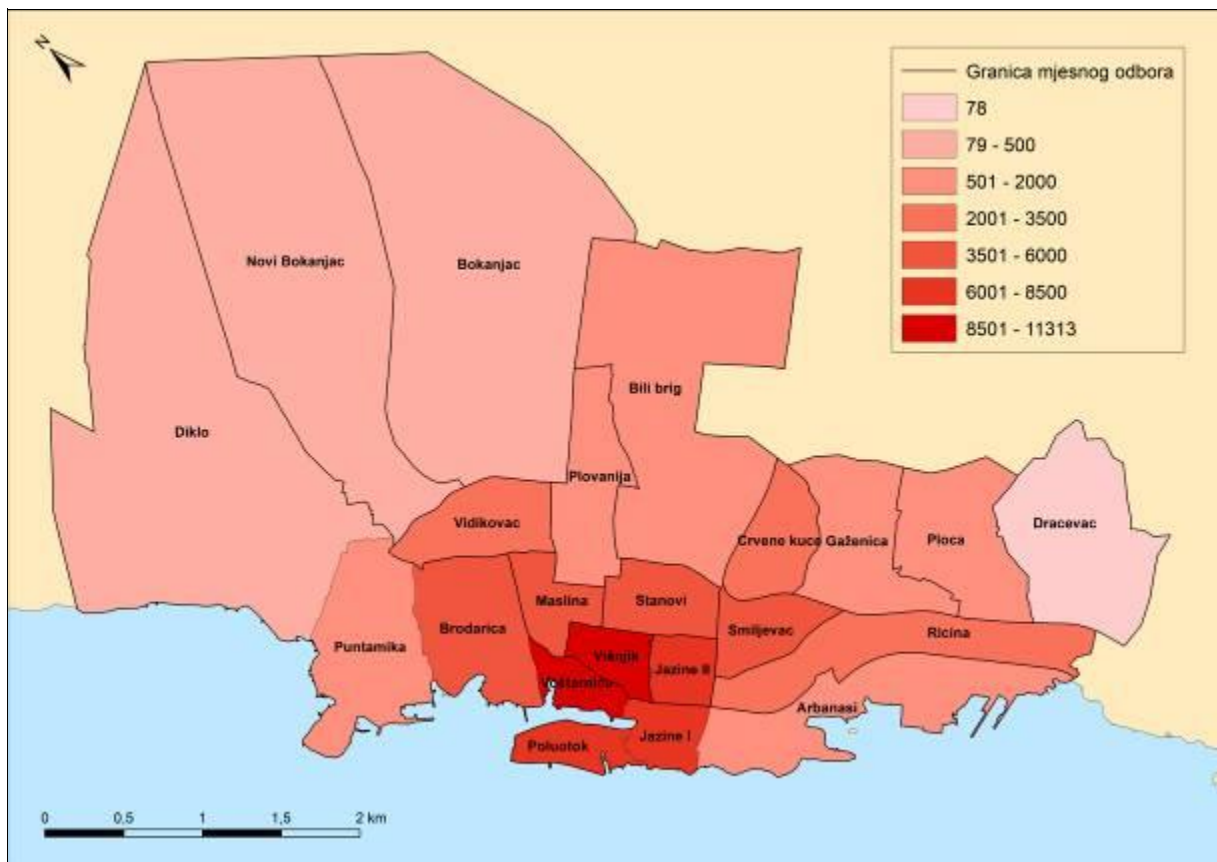 N
Granica mjesnog odbora
78
79 - 500
501 - 2000
2001 - 3500
3501 - 6000
6001 - 8500
8501 - 11313
Novi Bokanjac
Bokanjac
Bili brig
Diklo
Plovanija
Vidikovac
Crvene kuce
Gaženica
Ploca
Dracevac
Maslina
Stanovi
Brodarica
Smiljevac
Ricina
Puntamika
Višnjik
Jazine II
Voštarnica
Arbanasi
Jazine I
Poluotok
0 0,5 1 1,5 2 km